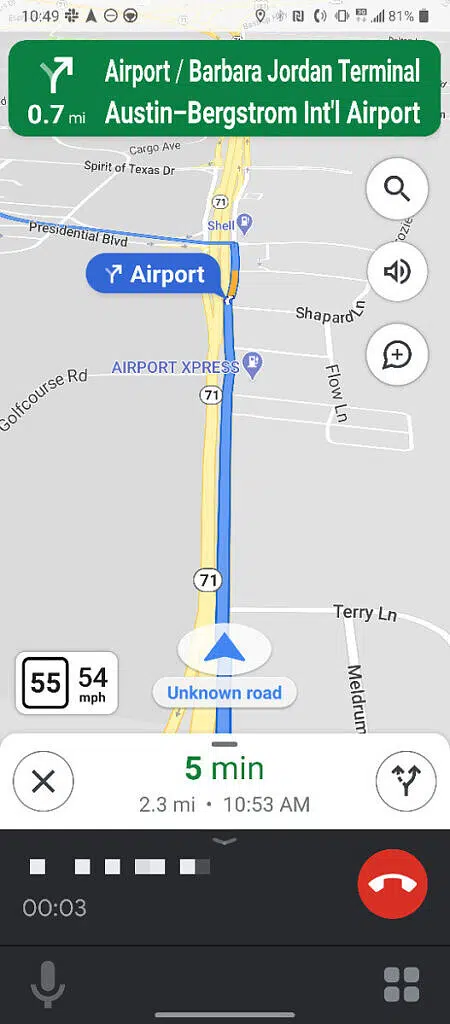 10:49
81%
Airport / Barbara Jordan Terminal
0.7 mi
Austin-Bergstrom Int'l Airport
Cargo Ave
Spirit of Texas Dr
71
Shell
Presidential Blvd
Airport
Shapard Ln
AIRPORT XPRESS
Golfcourse Rd
71
Flow Ln
71
Terry Ln
55
54
mph
Unknown road
Meldrum
5 min
2.3 mi • 10:53 AM
00:03